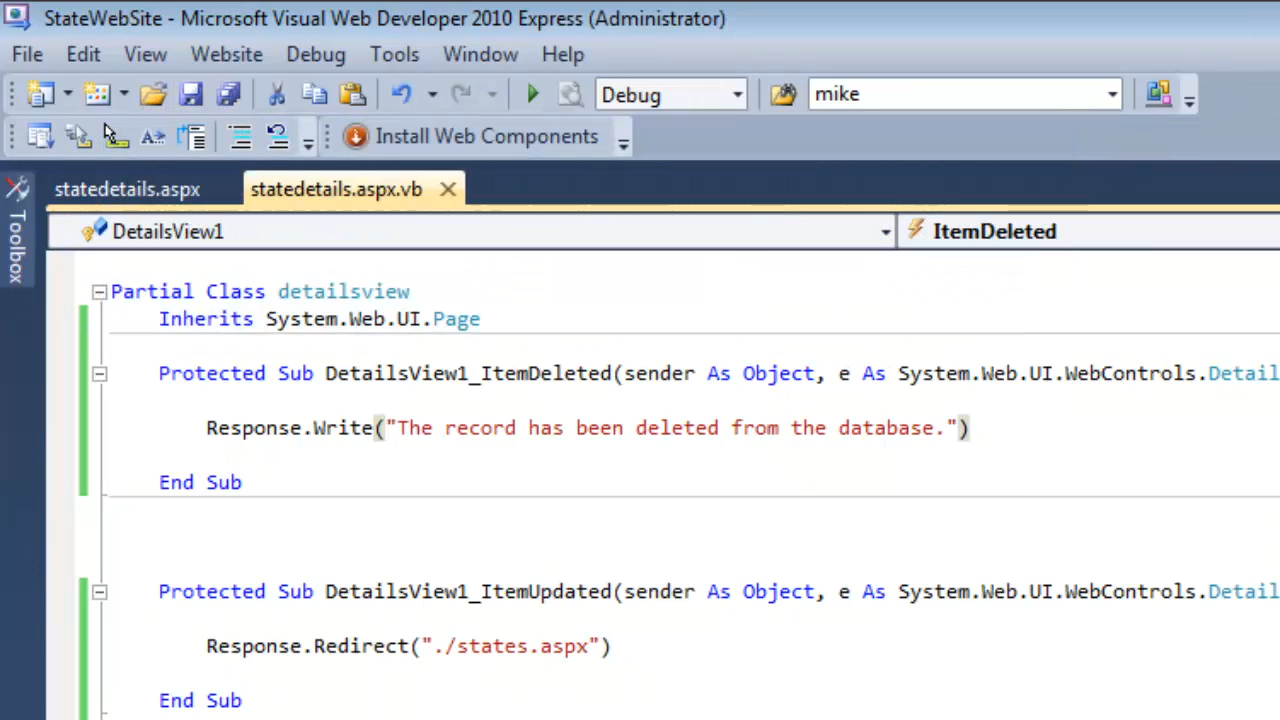 StateWebSite - Microsoft Visual Web Developer 2010 Express (Administrator)
File Edit View Website Debug Tools Window Help
Debug mike
Install Web Components
statedetails.aspx statedetails.aspx.vb
Toolbox
DetailsView1 ItemDeleted
Partial Class detailsview
Inherits System.Web.UI.Page
Protected Sub DetailsView1_ItemDeleted(sender As Object, e As System.Web.UI.WebControls.Detail
Response.Write("The record has been deleted from the database.")
End Sub
Protected Sub DetailsView1_ItemUpdated(sender As Object, e As System.Web.UI.WebControls.Detail
Response.Redirect("./states.aspx")
End Sub